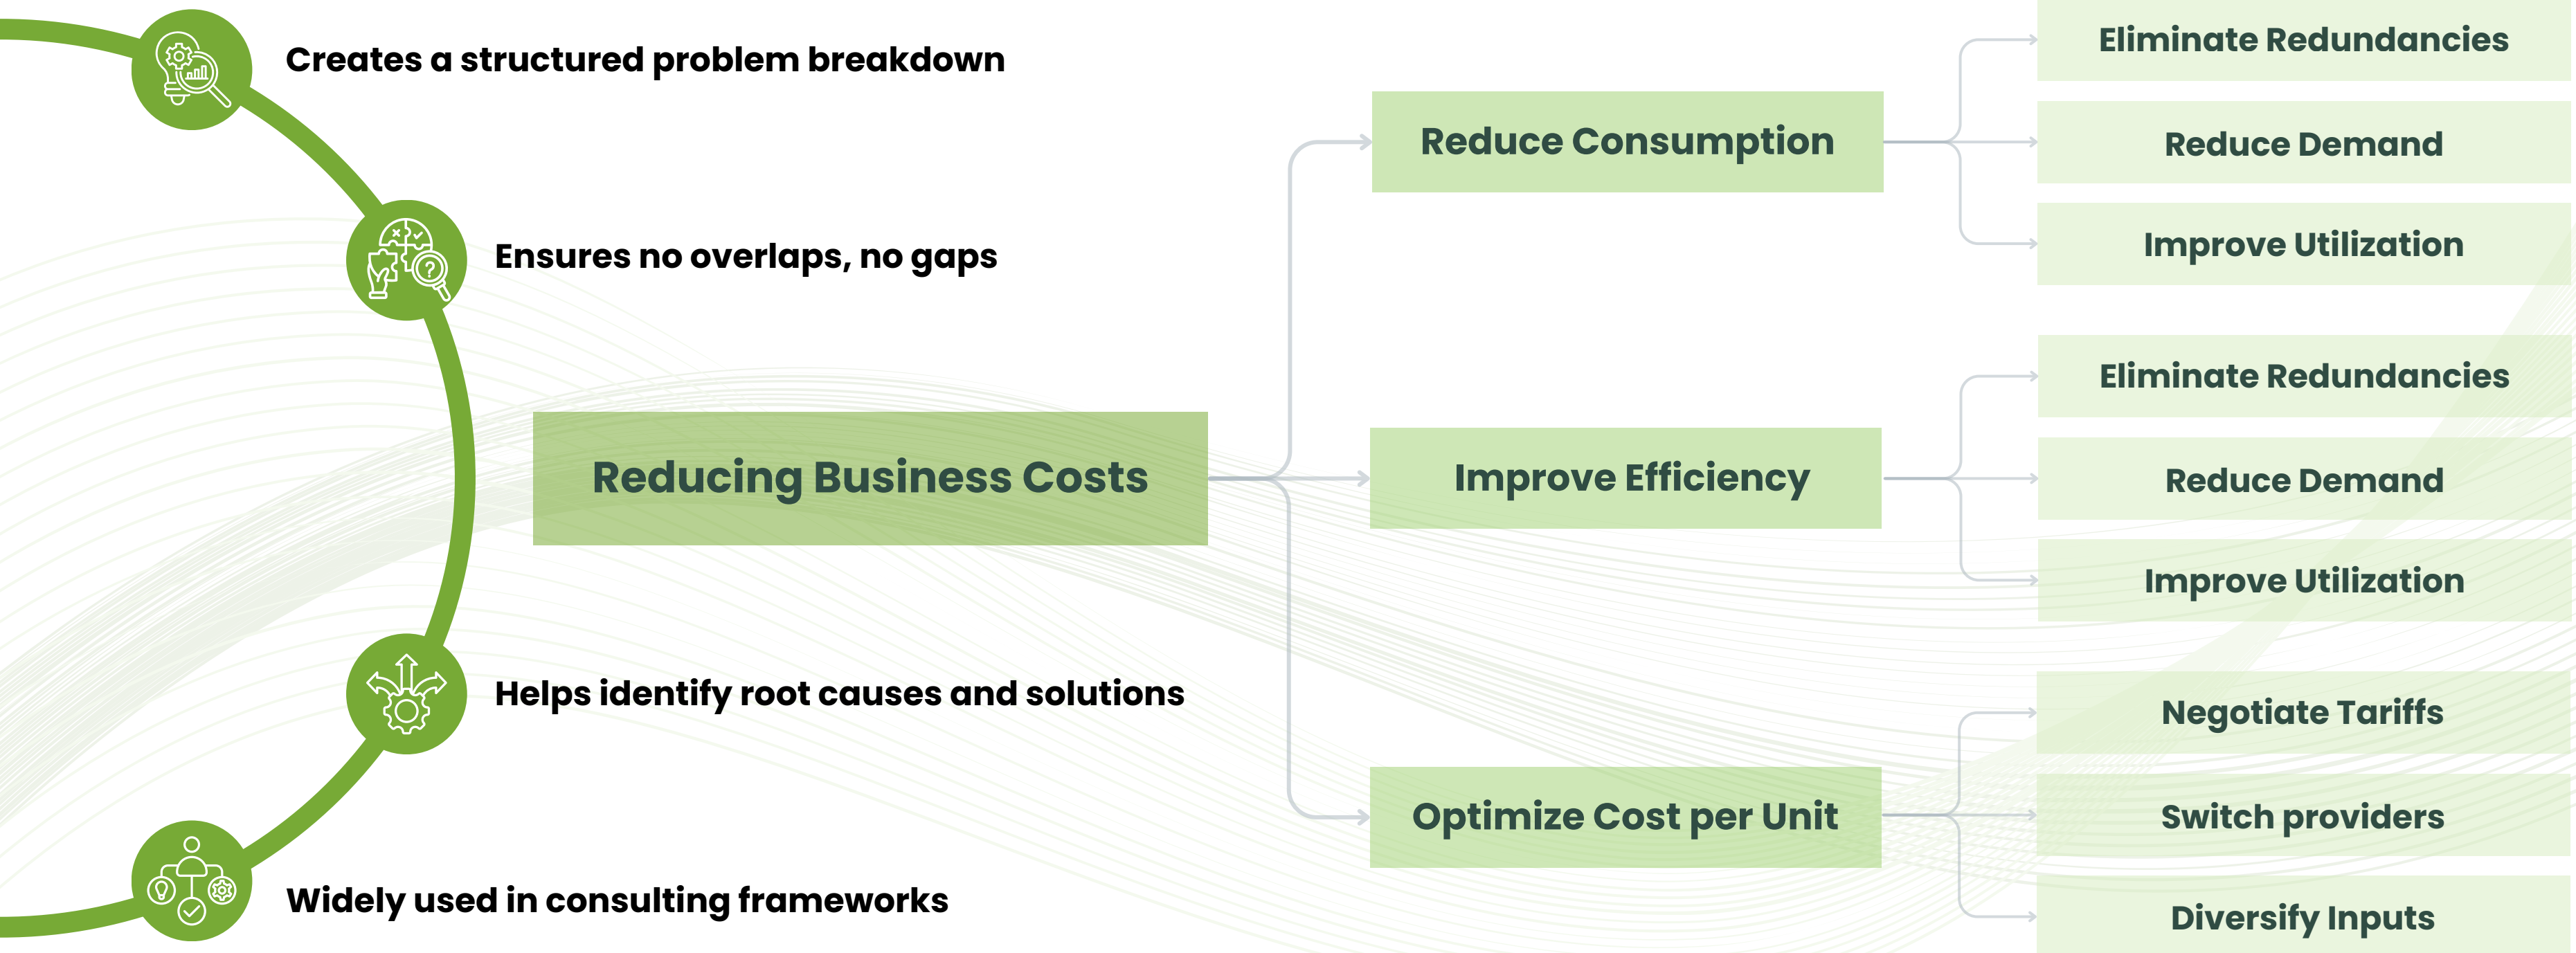 Creates a structured problem breakdown
Ensures no overlaps, no gaps
Reducing Business Costs
Helps identify root causes and solutions
Widely used in consulting frameworks
Reduce Consumption
Eliminate Redundancies
Reduce Demand
Improve Utilization
Improve Efficiency
Eliminate Redundancies
Reduce Demand
Improve Utilization
Optimize Cost per Unit
Negotiate Tariffs
Switch providers
Diversify Inputs